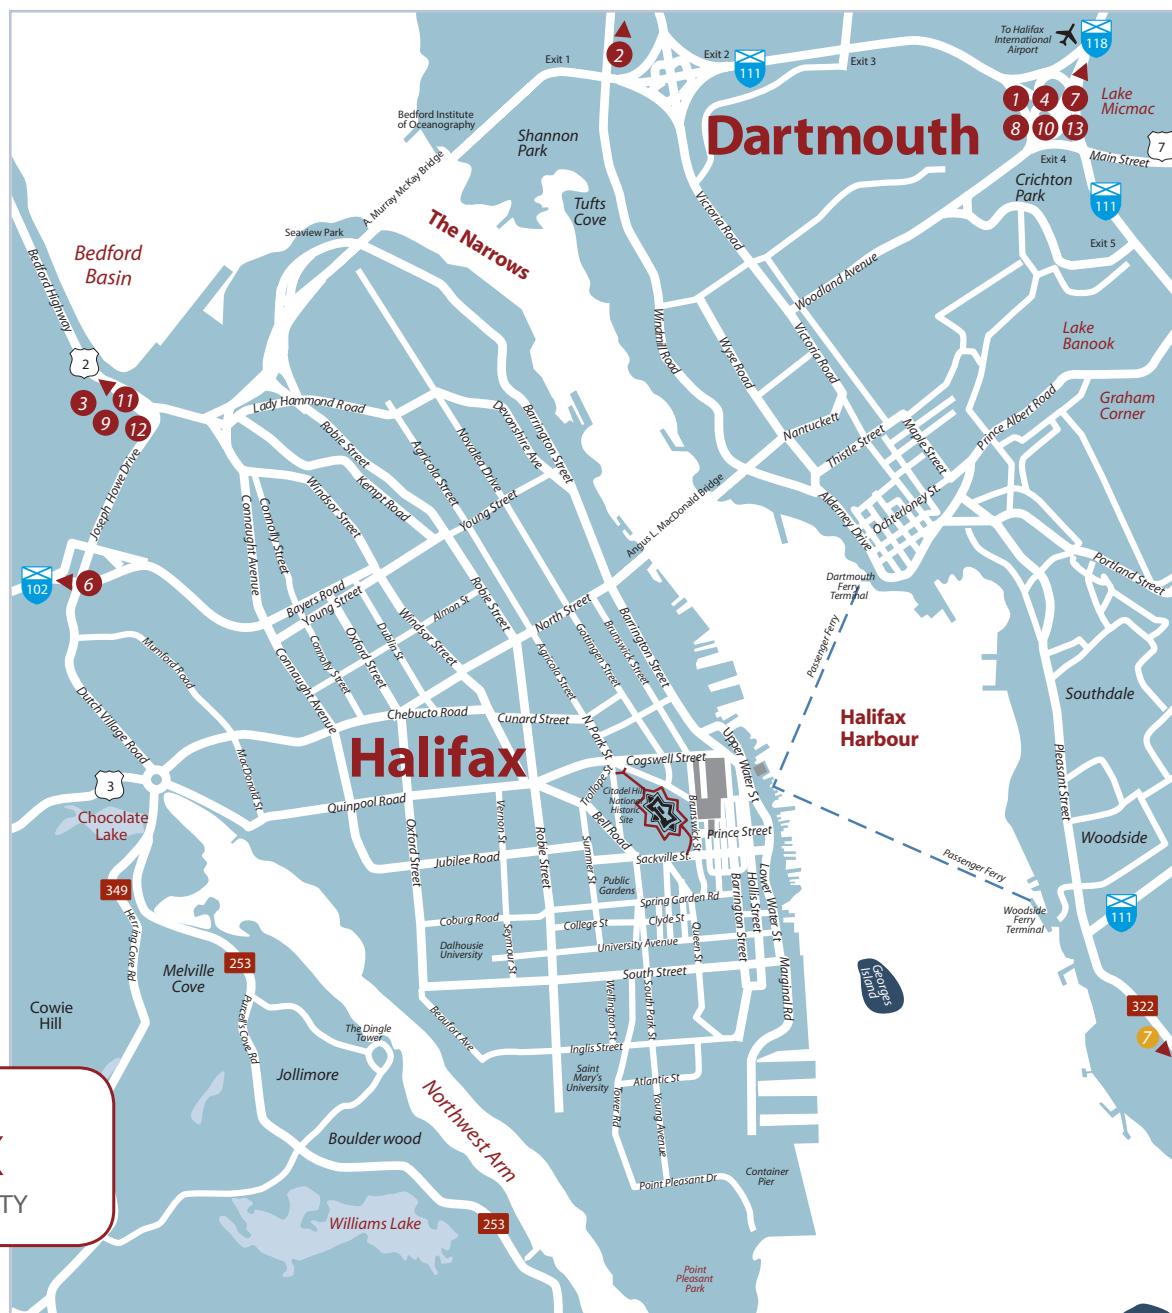 To Halifax
International
Airport
118
2
Exit 1
Exit 2
111
Exit 3
1
4
7
8
10
13
Lake
Micmac
7
Main Street
Exit 4
Dartmouth
Bedford Institute
of Oceanography
Shannon
Park
A. Murray McKay Bridge
Crichton
Park
111
Tufts
Cove
Victoria Road
The Narrows
Seaview Park
Bedford
Basin
Bedford Highway
Exit 5
Woodland Avenue
Windmill Road
Wyse Road
Victoria Road
Lake
Banook
2
3
11
9
12
Graham
Corner
Lady Hammond Road
Robie Street
Kempt Road
Agricola Street
Novalea Drive
Devonshire Ave
Barrington Street
Nantuckett
Thistle Street
Maple Street
Prince Albert Road
Joseph Howe Drive
Connaught Avenue
Connolly Street
Windsor Street
Young Street
Angus L. MacDonald Bridge
Alderney Drive
Ochterloney St.
102
6
Dartmouth
Ferry
Terminal
Portland Street
Bayers Road
Young Street
Almon St
Robie Street
North Street
Mumford Road
Connolly Street
Oxford Street
Dublin St
Windsor Street
Connaught Avenue
Agricola Street
Gottingen Street
Brunswick Street
Barrington Street
Passenger Ferry
Southdale
Dutch Village Road
MacDonald St
Chebucto Road
Cunard Street
N Park St
Halifax
Halifax
Harbour
Upper Water St.
Cogswell Street
Pleasant Street
3
Chocolate
Lake
Quinpool Road
Vernon St
Trollope St
Citadel Hill
National
Historic
Site
Bell Road
Brunswick St
Prince Street
Woodside
Oxford Street
Jubilee Road
Robie Street
Summer St
Sackville St.
Passenger Ferry
349
Herring Cove Rd
Public
Gardens
Spring Garden Rd
Barrington Street
Hollis Street
Lower Water St
Woodside
Ferry
Terminal
111
Coburg Road
College St
Clyde St
Queen St
Dalhousie
University
Seymour St
University Avenue
253
Melville
Cove
South Street
Marginal Rd
Georges
Island
Cowie
Hill
Purcell's Cove Rd
Beaufort Ave
Wellington St
South Park St
322
7
The Dingle
Tower
Inglis Street
Jollimore
Saint
Mary's
University
Atlantic St
Tower Rd
Young Avenue
Northwest Arm
Boulder wood
X
TY
Container
Pier
Point Pleasant Dr
Williams Lake
253
Point
Pleasant
Park